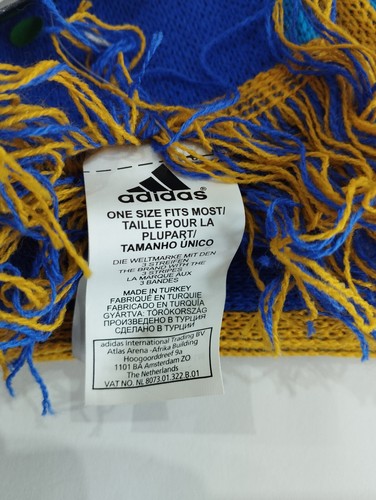 adidas®
ONE SIZE FITS MOST/
TAILLE POUR LA
PLUPART/
TAMANHO ÚNICO
DIE WELTMARKE MIT DEN
3 STREIFEN
THE BRAND WITH THE
3 STRIPES
LA MARQUE AUX
3 BANDES
MADE IN TURKEY
FABRIQUÉ EN TURQUIE
FABRICADO EN TURQUIA
GYÁRTVA: TÖRÖKORSZÁG
ПРОИЗВЕДЕНО В ТУРЦИЯ
СДЕЛАНО В ТУРЦИИ
adidas International Trading BV
Atlas Arena -Afrika Building
Hoogoorddreef 9a
1101 BA Amsterdam ZO
The Netherlands
VAT NO. NL 8073.01.322.B.01